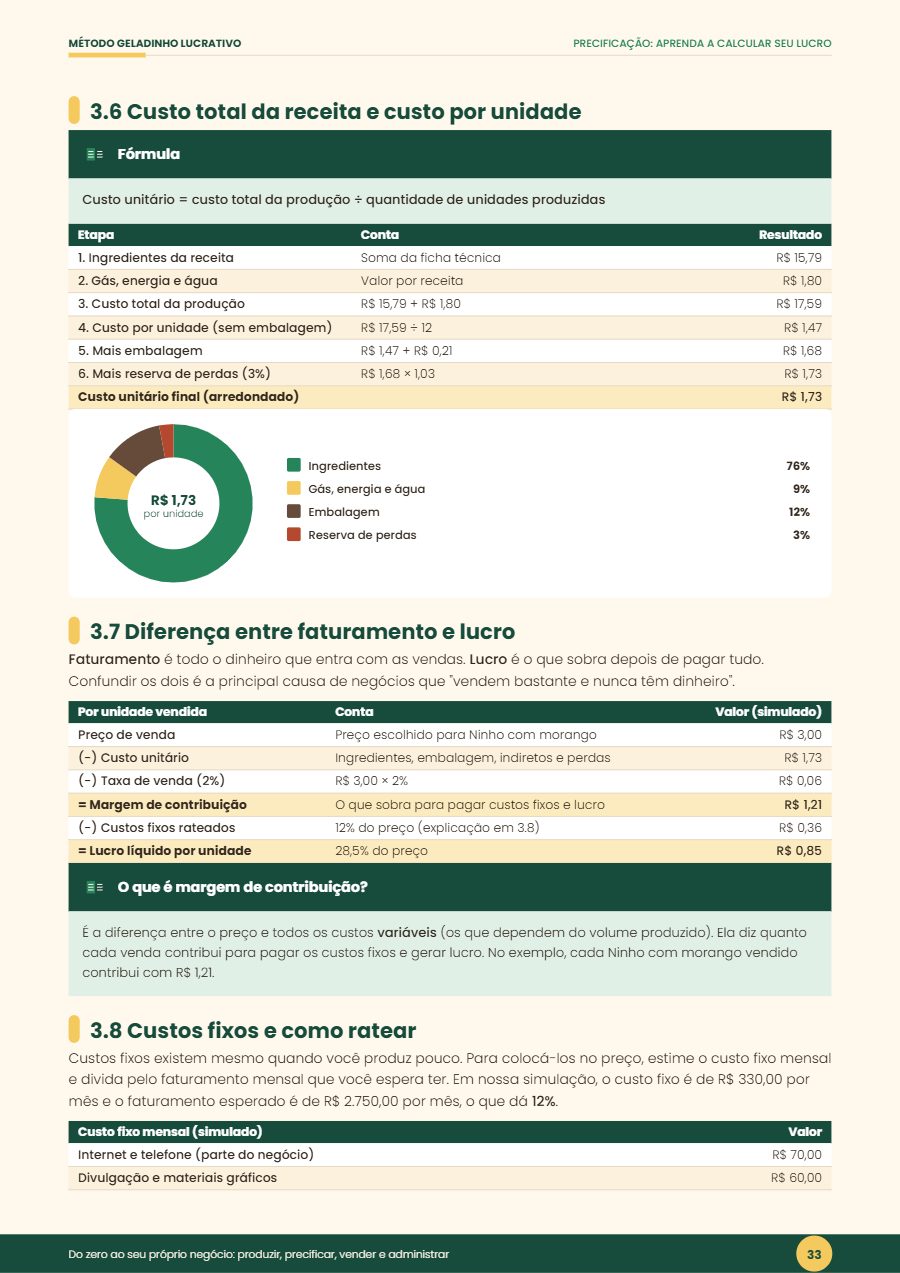 MÉTODO GELADINHO LUCRATIVO
PRECIFICAÇÃO: APRENDA A CALCULAR SEU LUCRO
3.6 Custo total da receita e custo por unidade
Fórmula
Custo unitário = custo total da produção ÷ quantidade de unidades produzidas
Etapa Conta Resultado
1. Ingredientes da receita Soma da ficha técnica R$ 15,79
2. Gás, energia e água Valor por receita R$ 1,80
3. Custo total da produção R$ 15,79 + R$ 1,80 R$ 17,59
4. Custo por unidade (sem embalagem) R$ 17,59 ÷ 12 R$ 1,47
5. Mais embalagem R$ 1,47 + R$ 0,21 R$ 1,68
6. Mais reserva de perdas (3%) R$ 1,68 × 1,03 R$ 1,73
Custo unitário final (arredondado) R$ 1,73
R$ 1,73
por unidade
Ingredientes 76%
Gás, energia e água 9%
Embalagem 12%
Reserva de perdas 3%
3.7 Diferença entre faturamento e lucro
Faturamento é todo o dinheiro que entra com as vendas. Lucro é o que sobra depois de pagar tudo.
Confundir os dois é a principal causa de negócios que "vendem bastante e nunca têm dinheiro".
Por unidade vendida Conta Valor (simulado)
Preço de venda Preço escolhido para Ninho com morango R$ 3,00
(-) Custo unitário Ingredientes, embalagem, indiretos e perdas R$ 1,73
(-) Taxa de venda (2%) R$ 3,00 × 2% R$ 0,06
= Margem de contribuição O que sobra para pagar custos fixos e lucro R$ 1,21
(-) Custos fixos rateados 12% do preço (explicação em 3.8) R$ 0,36
= Lucro líquido por unidade 28,5% do preço R$ 0,85
O que é margem de contribuição?
É a diferença entre o preço e todos os custos variáveis (os que dependem do volume produzido). Ela diz quanto
cada venda contribui para pagar os custos fixos e gerar lucro. No exemplo, cada Ninho com morango vendido
contribui com R$ 1,21.
3.8 Custos fixos e como ratear
Custos fixos existem mesmo quando você produz pouco. Para colocá-los no preço, estime o custo fixo mensal
e divida pelo faturamento mensal que você espera ter. Em nossa simulação, o custo fixo é de R$ 330,00 por
mês e o faturamento esperado é de R$ 2.750,00 por mês, o que dá 12%.
Custo fixo mensal (simulado) Valor
Internet e telefone (parte do negócio) R$ 70,00
Divulgação e materiais gráficos R$ 60,00
Do zero ao seu próprio negócio: produzir, precificar, vender e administrar
33